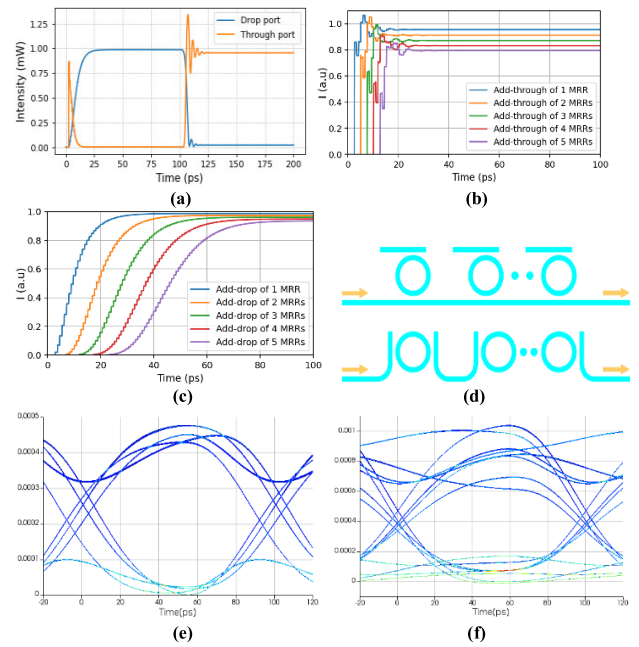 Intensity (mW)
1.25
1.00
0.75
0.50
0.25
0.00
Drop port
Through port
0 25 50 75 100 125 150 175 200
Time (ps)
(a)
I (a.u)
1.0
0.8
0.6
0.4
0.2
0.0
Add-through of 1 MRR
Add-through of 2 MRRs
Add-through of 3 MRRs
Add-through of 4 MRRs
Add-through of 5 MRRs
0 20 40 60 80 100
Time (ps)
(b)
I (a.u)
1.0
0.8
0.6
0.4
0.2
0.0
Add-drop of 1 MRR
Add-drop of 2 MRRs
Add-drop of 3 MRRs
Add-drop of 4 MRRs
Add-drop of 5 MRRs
0 20 40 60 80 100
Time (ps)
(c)
(d)
0.0005
0.0004
0.0003
0.0002
0.0001
0
-20 0 20 40 60 80 100 120
Time[ps)
(e)
0.001
0.0008
0.0006
0.0004
0.0002
0
-20 0 20 40 60 80 100 120
Time[ps)
(f)